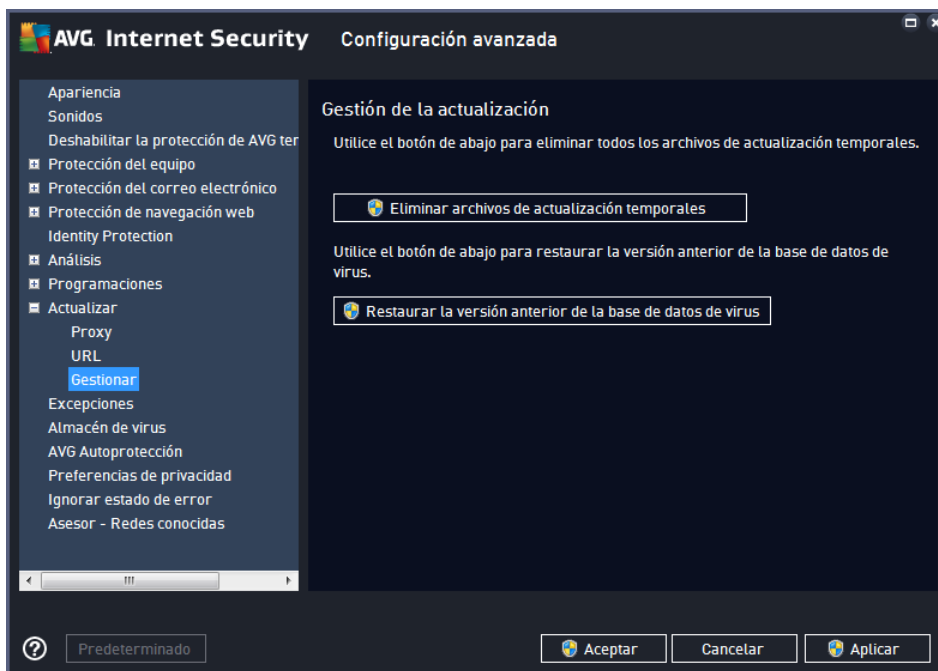 AVG. Internet Security
Configuración avanzada
Apariencia
Sonidos
Deshabilitar la protección de AVG ter
Protección del equipo
Protección del correo electrónico
Protección de navegación web
Identity Protection
Análisis
Programaciones
Actualizar
Proxy
URL
Gestionar
Excepciones
Almacén de virus
AVG Autoprotección
Preferencias de privacidad
Ignorar estado de error
Asesor - Redes conocidas
Gestión de la actualización
Utilice el botón de abajo para eliminar todos los archivos de actualización temporales.
Eliminar archivos de actualización temporales
Utilice el botón de abajo para restaurar la versión anterior de la base de datos de
virus.
Restaurar la versión anterior de la base de datos de virus
?
Predeterminado
Aceptar
Cancelar
Aplicar